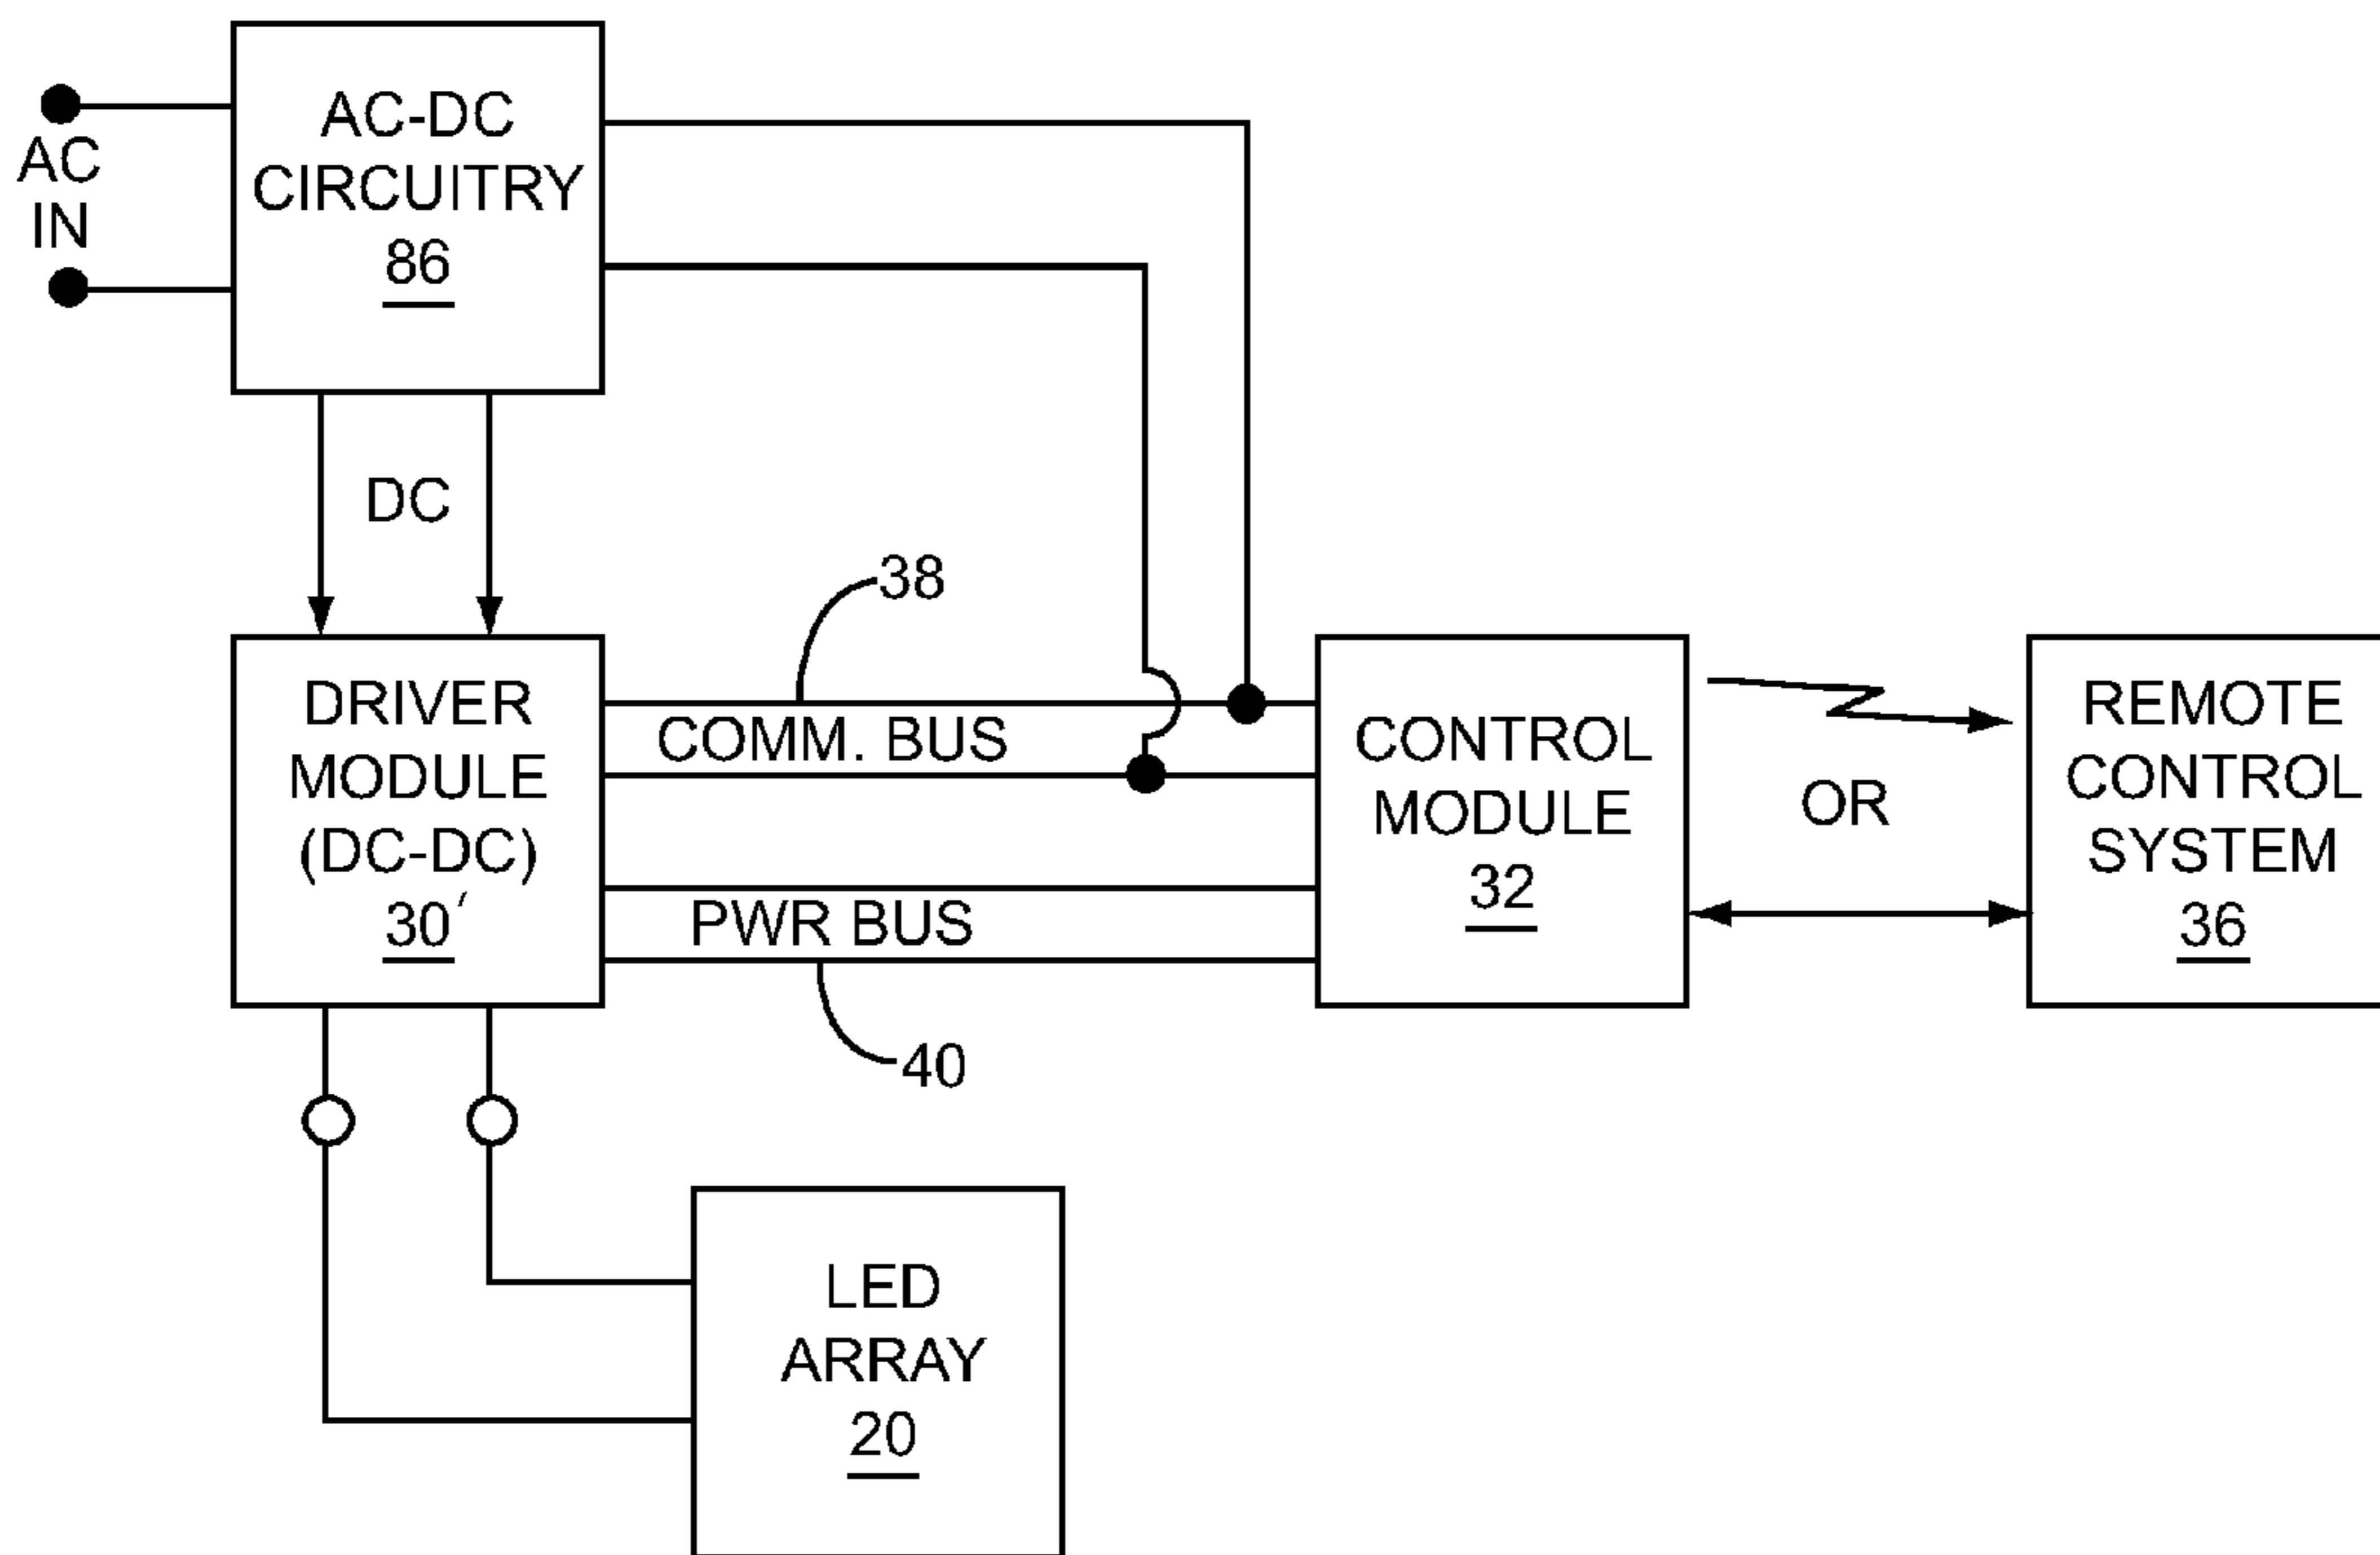 AC-DC
CIRCUITRY
86
AC
IN
DC
38
DRIVER
MODULE
(DC-DC)
30′
COMM. BUS
PWR BUS
40
CONTROL
MODULE
32
OR
REMOTE
CONTROL
SYSTEM
36
LED
ARRAY
20